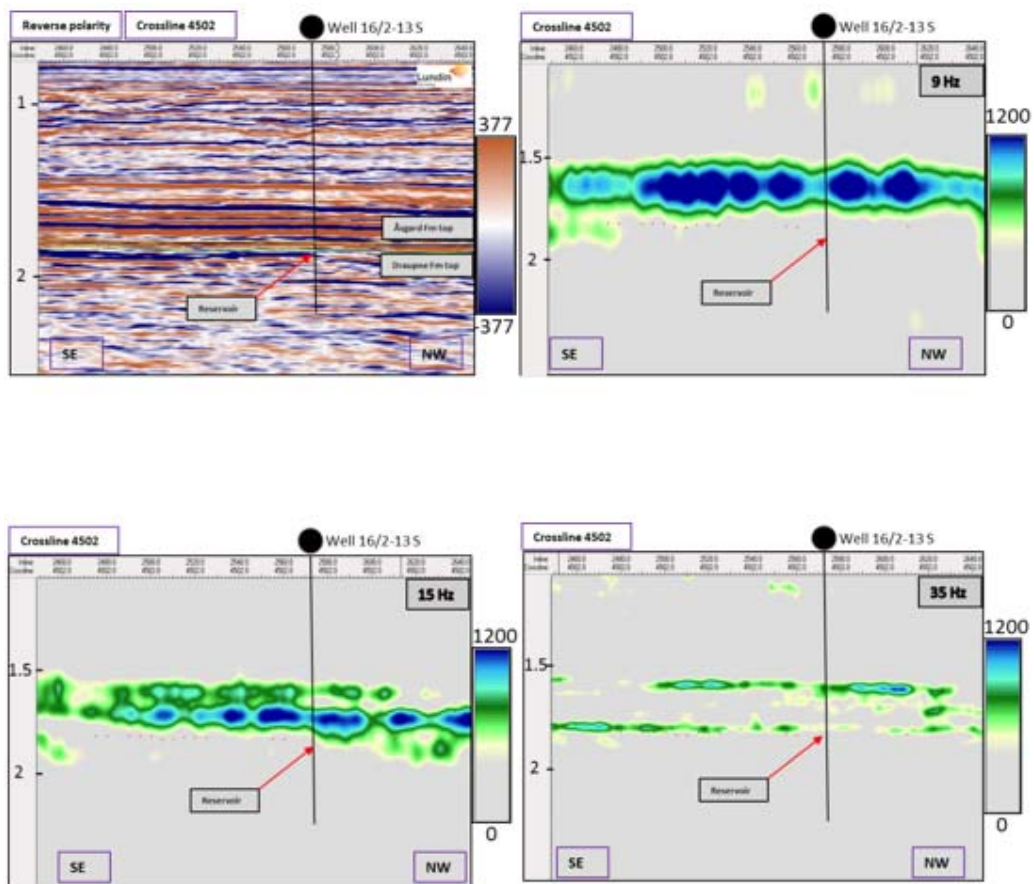 Reverse polarity
Crossline 4502
Well 16/2-13 S
Lundin
1
2
377
-377
Åsgard Fm top
Draupne Fm top
Reservoir
SE
NW
Crossline 4502
Well 16/2-13 S
9 Hz
1.5
2
1200
0
Reservoir
SE
NW
Crossline 4502
Well 16/2-13 S
15 Hz
1.5
2
1200
0
Reservoir
SE
NW
Crossline 4502
Well 16/2-13 S
35 Hz
1.5
2
1200
0
Reservoir
SE
NW